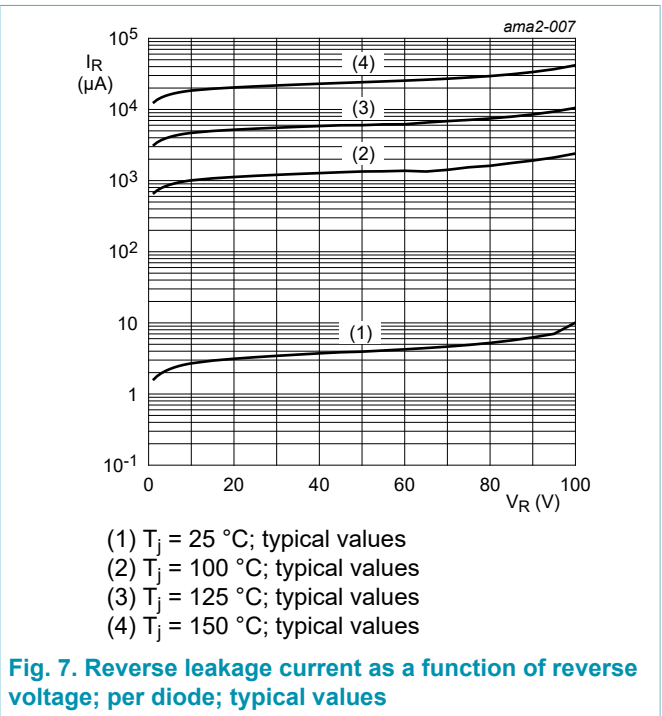 ama2-007
I_R
(μA)
10^5
10^4
10^3
10^2
10
1
10^-1
(4)
(3)
(2)
(1)
0 20 40 60 80 100
V_R (V)
(1) T_j = 25 °C; typical values
(2) T_j = 100 °C; typical values
(3) T_j = 125 °C; typical values
(4) T_j = 150 °C; typical values
Fig. 7. Reverse leakage current as a function of reverse
voltage; per diode; typical values